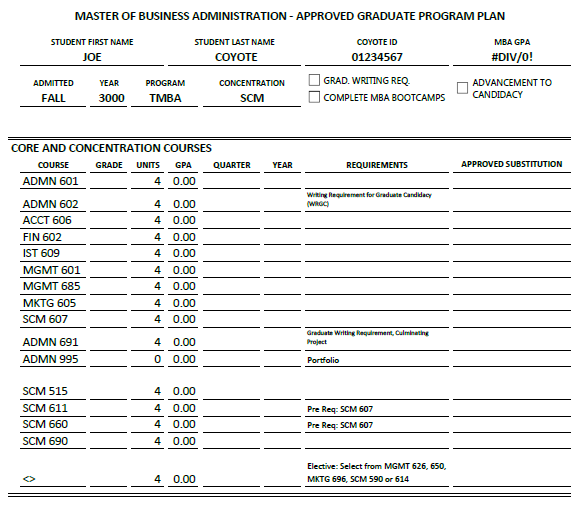 MASTER OF BUSINESS ADMINISTRATION - APPROVED GRADUATE PROGRAM PLAN
STUDENT FIRST NAME STUDENT LAST NAME COYOTE ID MBA GPA
JOE COYOTE 01234567 #DIV/0!
ADMITTED YEAR PROGRAM CONCENTRATION GRAD. WRITING REQ. ADVANCEMENT TO
FALL 3000 TMBA SCM COMPLETE MBA BOOTCAMPS CANDIDACY
CORE AND CONCENTRATION COURSES
COURSE GRADE UNITS GPA QUARTER YEAR REQUIREMENTS APPROVED SUBSTITUTION
ADMN 601 4 0.00
Writing Requirement for Graduate Candidacy
ADMN 602 4 0.00 (WRGC)
ACCT 606 4 0.00
FIN 602 4 0.00
IST 609 4 0.00
MGMT 601 4 0.00
MGMT 685 4 0.00
MKTG 605 4 0.00
SCM 607 4 0.00
Graduate Writing Requirement, Culminating
ADMN 691 4 0.00 Project
ADMN 995 0 0.00 Portfolio
SCM 515 4 0.00
SCM 611 4 0.00 Pre Req: SCM 607
SCM 660 4 0.00 Pre Req: SCM 607
SCM 690 4 0.00
Elective: Select from MGMT 626, 650,
<> 4 0.00 MKTG 696, SCM 590 or 614